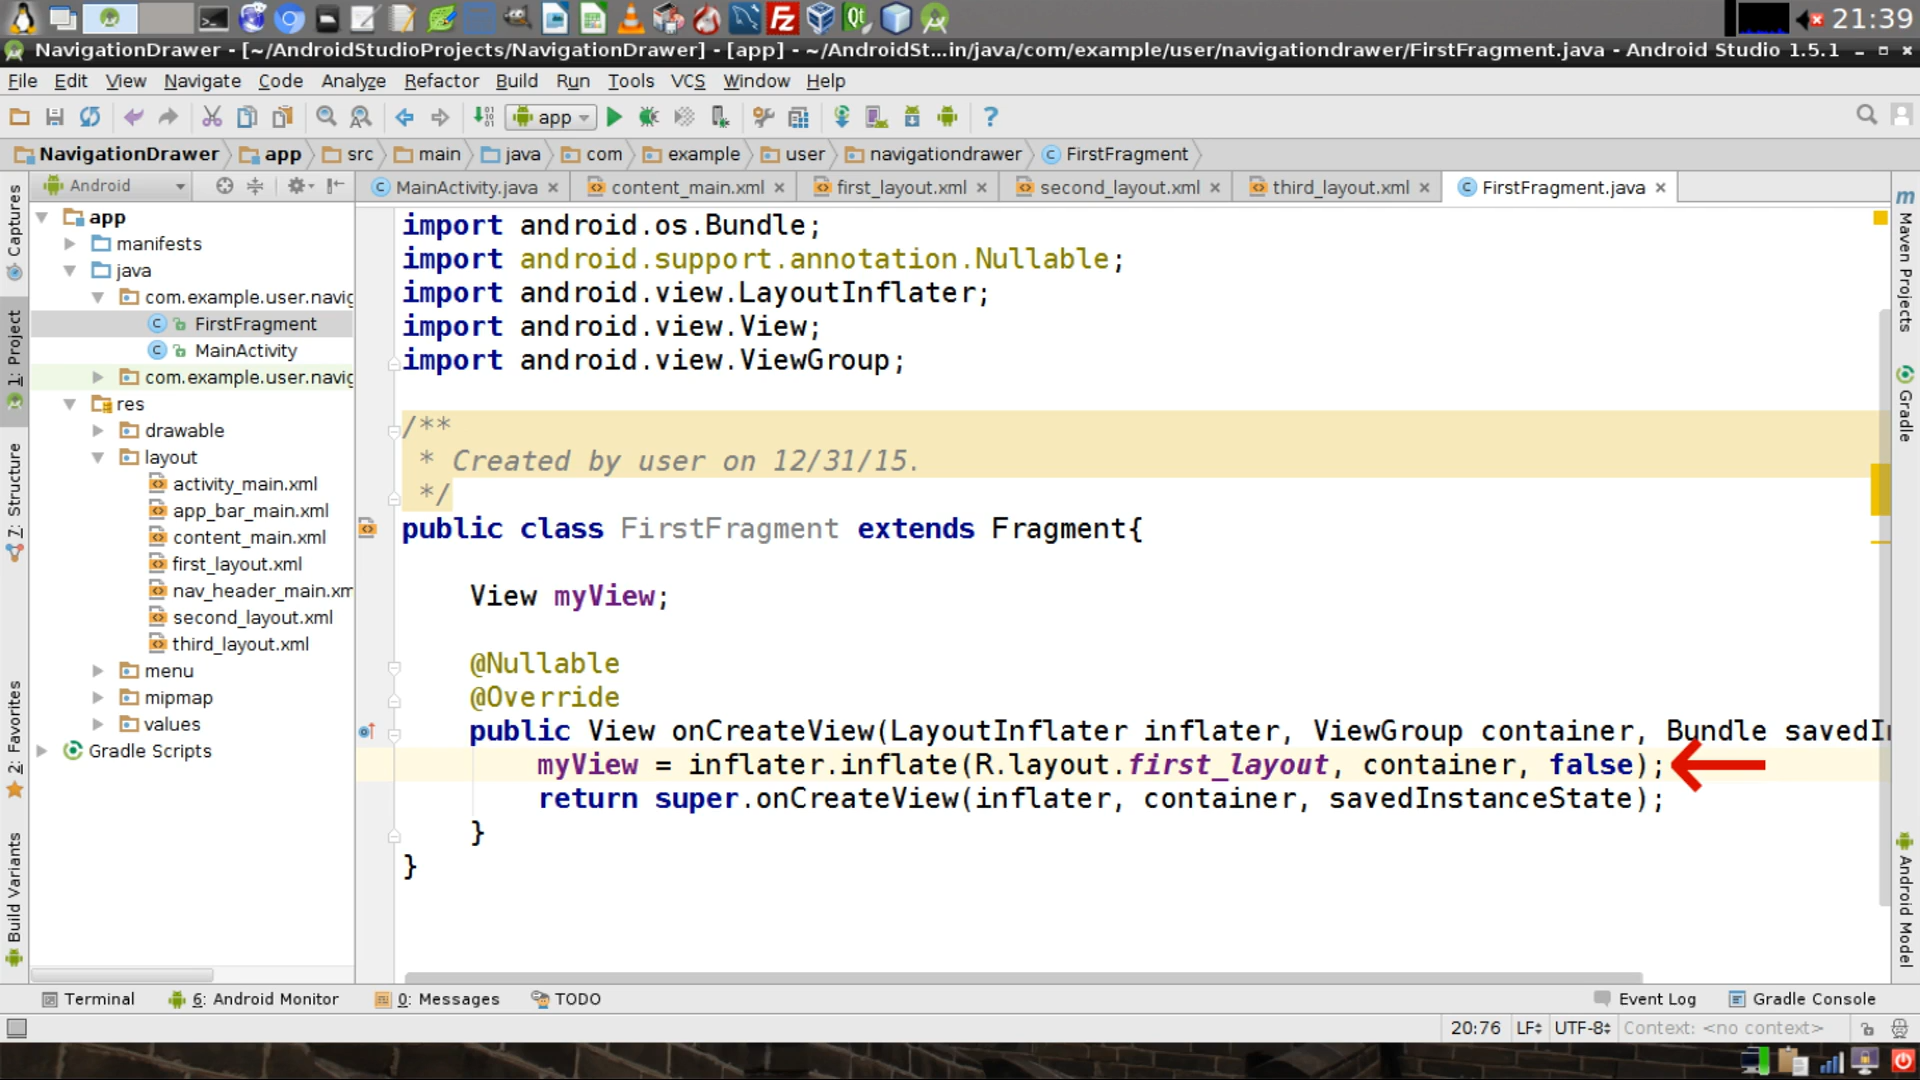 21:39
NavigationDrawer - [~/AndroidStudioProjects/NavigationDrawer] - [app] - ~/AndroidSt...in/java/com/example/user/navigationdrawer/FirstFragment.java - Android Studio 1.5.1
File Edit View Navigate Code Analyze Refactor Build Run Tools VCS Window Help
app
NavigationDrawer app src main java com example user navigationdrawer FirstFragment
Android
MainActivity.java content_main.xml first_layout.xml second_layout.xml third_layout.xml FirstFragment.java
Captures
1: Project
7: Structure
2: Favorites
Build Variants
app
manifests
java
com.example.user.navig
FirstFragment
MainActivity
com.example.user.navig
res
drawable
layout
activity_main.xml
app_bar_main.xml
content_main.xml
first_layout.xml
nav_header_main.xm
second_layout.xml
third_layout.xml
menu
mipmap
values
Gradle Scripts
import android.os.Bundle;
import android.support.annotation.Nullable;
import android.view.LayoutInflater;
import android.view.View;
import android.view.ViewGroup;
/**
* Created by user on 12/31/15.
*/
public class FirstFragment extends Fragment{
View myView;
@Nullable
@Override
public View onCreateView(LayoutInflater inflater, ViewGroup container, Bundle savedI
myView = inflater.inflate(R.layout.first_layout, container, false);
return super.onCreateView(inflater, container, savedInstanceState);
}
}
Maven Projects
Gradle
Android Model
Terminal 6: Android Monitor 0: Messages TODO Event Log Gradle Console
20:76 LF UTF-8 Context: <no context>